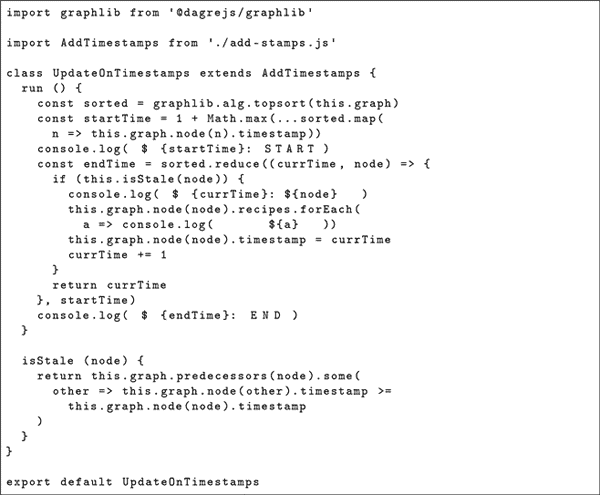 import graphlib from '@dagrejs/graphlib'
import AddTimestamps from './add-stamps.js'
class UpdateOnTimestamps extends AddTimestamps {
  run () {
    const sorted = graphlib.alg.topsort(this.graph)
    const startTime = 1 + Math.max(...sorted.map(
      n => this.graph.node(n).timestamp))
    console.log( $ {startTime}: START )
    const endTime = sorted.reduce((currTime, node) => {
      if (this.isStale(node)) {
        console.log( $ {currTime}: ${node}   )
        this.graph.node(node).recipes.forEach(
          a => console.log(       ${a}   ))
        this.graph.node(node).timestamp = currTime
        currTime += 1
      }
      return currTime
    }, startTime)
    console.log( $ {endTime}: END )
  }
  isStale (node) {
    return this.graph.predecessors(node).some(
      other => this.graph.node(other).timestamp >=
        this.graph.node(node).timestamp
    )
  }
}
export default UpdateOnTimestamps